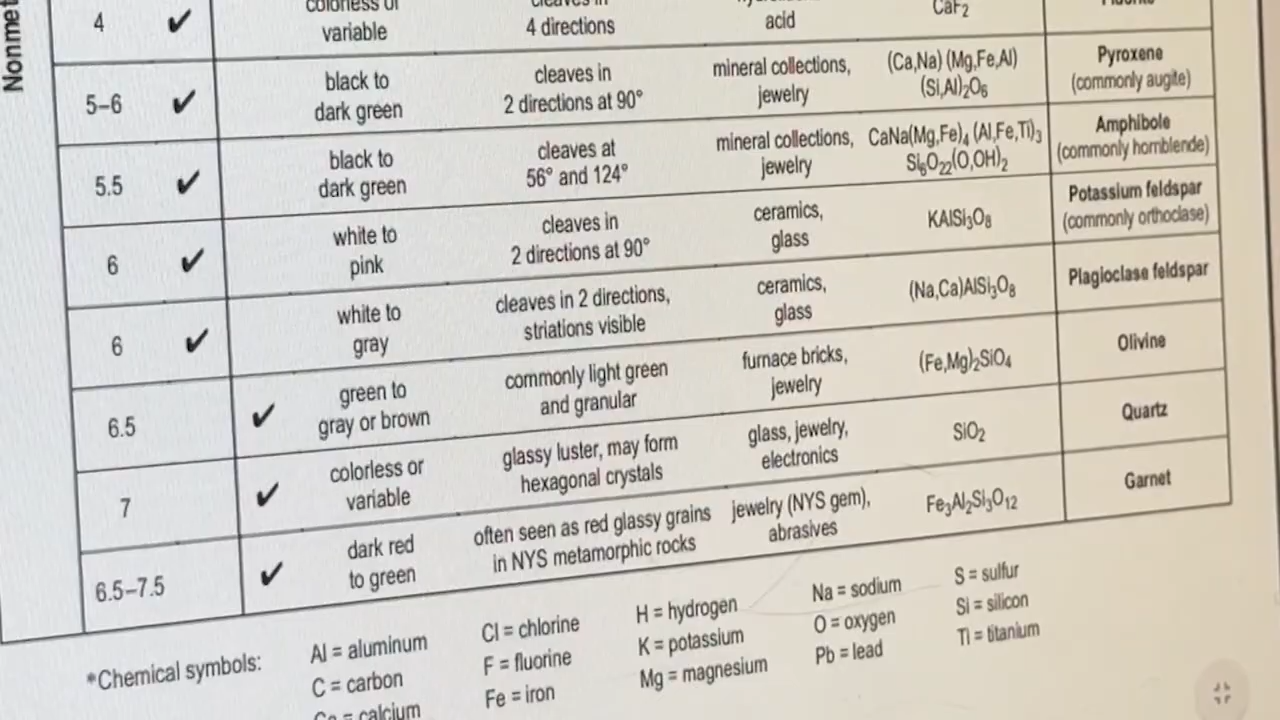 Nonmet
4 ✔ colorless or variable cleaves in 4 directions acid CaF₂
5–6 ✔ black to dark green cleaves in 2 directions at 90° mineral collections, jewelry (Ca,Na) (Mg,Fe,Al) (Si,Al)₂O₆ Pyroxene (commonly augite)
5.5 ✔ black to dark green cleaves at 56° and 124° mineral collections, jewelry CaNa(Mg,Fe)₄ (Al,Fe,Ti)₃ Si₆O₂₂(O,OH)₂ Amphibole (commonly hornblende)
6 ✔ white to pink cleaves in 2 directions at 90° ceramics, glass KAlSi₃O₈ Potassium feldspar (commonly orthoclase)
6 ✔ white to gray cleaves in 2 directions, striations visible ceramics, glass (Na,Ca)AlSi₃O₈ Plagioclase feldspar
6.5 ✔ green to gray or brown commonly light green and granular furnace bricks, jewelry (Fe,Mg)₂SiO₄ Olivine
7 ✔ colorless or variable glassy luster, may form hexagonal crystals glass, jewelry, electronics SiO₂ Quartz
6.5–7.5 ✔ dark red to green often seen as red glassy grains in NYS metamorphic rocks jewelry (NYS gem), abrasives Fe₃Al₂Si₃O₁₂ Garnet
*Chemical symbols: Al = aluminum Cl = chlorine H = hydrogen Na = sodium S = sulfur
C = carbon F = fluorine K = potassium O = oxygen Si = silicon
Ca = calcium Fe = iron Mg = magnesium Pb = lead Ti = titanium